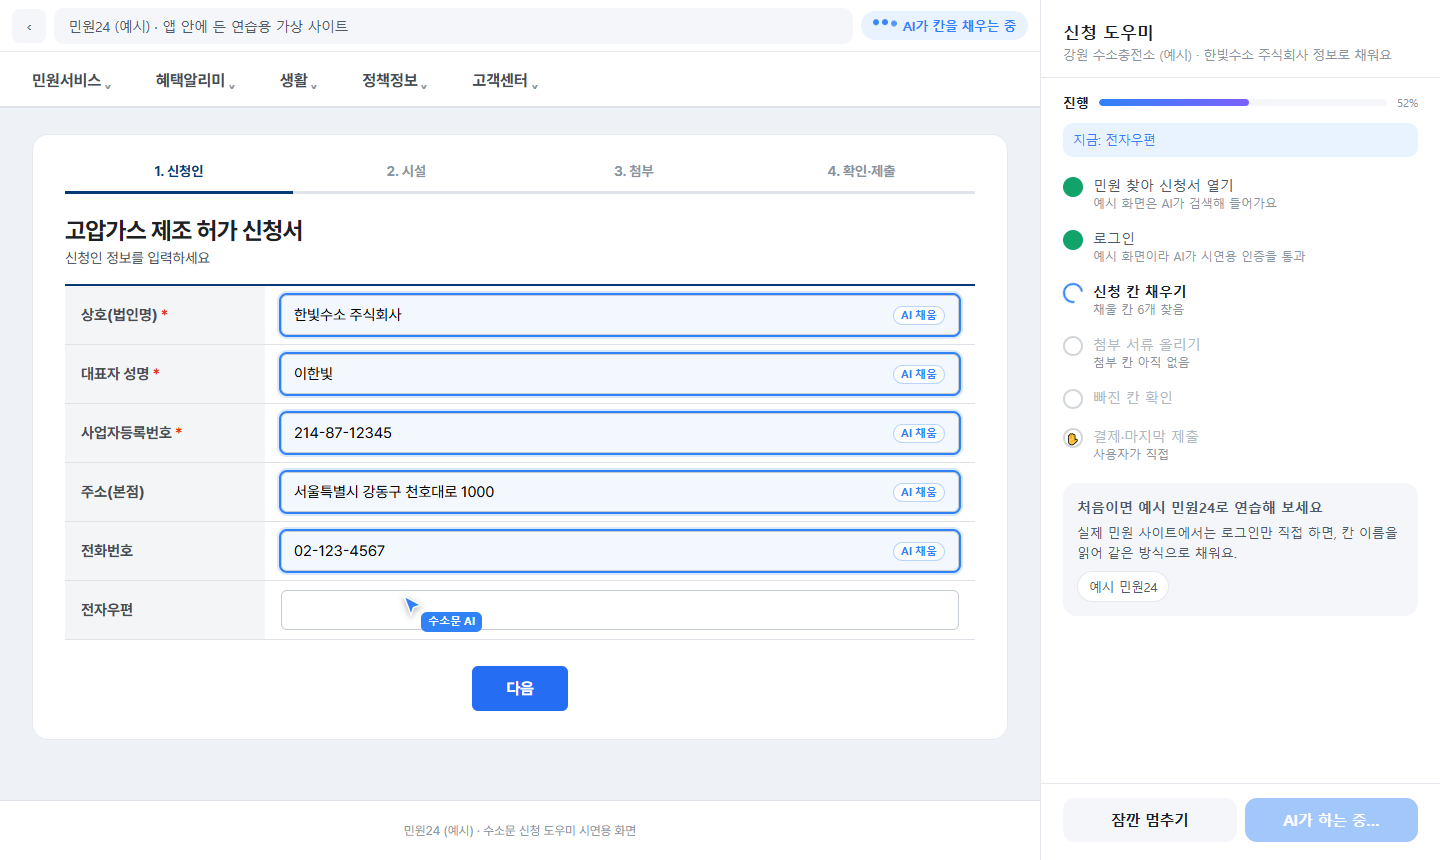 ‹
민원24 (예시) · 앱 안에 든 연습용 가상 사이트
AI가 칸을 채우는 중
민원서비스
혜택알리미
생활
정책정보
고객센터
1. 신청인
2. 시설
3. 첨부
4. 확인·제출
고압가스 제조 허가 신청서
신청인 정보를 입력하세요
상호(법인명) *
한빛수소 주식회사
AI 채움
대표자 성명 *
이한빛
AI 채움
사업자등록번호 *
214-87-12345
AI 채움
주소(본점)
서울특별시 강동구 천호대로 1000
AI 채움
전화번호
02-123-4567
AI 채움
전자우편
수소문 AI
다음
민원24 (예시) · 수소문 신청 도우미 시연용 화면
신청 도우미
강원 수소충전소 (예시) · 한빛수소 주식회사 정보로 채워요
진행
52%
지금: 전자우편
민원 찾아 신청서 열기
예시 화면은 AI가 검색해 들어가요
로그인
예시 화면이라 AI가 시연용 인증을 통과
신청 칸 채우기
채울 칸 6개 찾음
첨부 서류 올리기
첨부 칸 아직 없음
빠진 칸 확인
결제·마지막 제출
사용자가 직접
처음이면 예시 민원24로 연습해 보세요
실제 민원 사이트에서는 로그인만 직접 하면, 칸 이름을
읽어 같은 방식으로 채워요.
예시 민원24
잠깐 멈추기
AI가 하는 중…